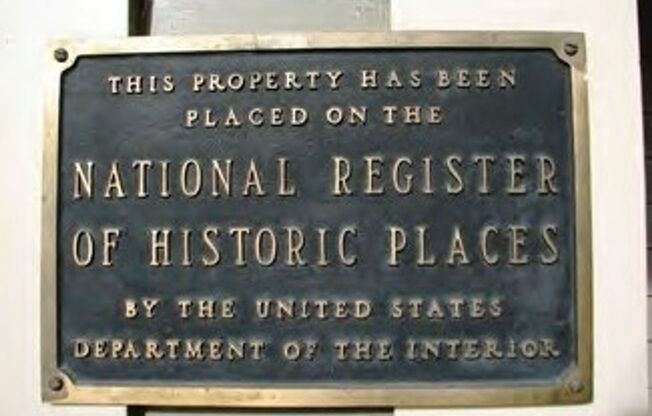 THIS PROPERTY HAS BEEN
PLACED ON THE
NATIONAL REGISTER
OF HISTORIC PLACES
BY THE UNITED STATES
DEPARTMENT OF THE INTERIOR